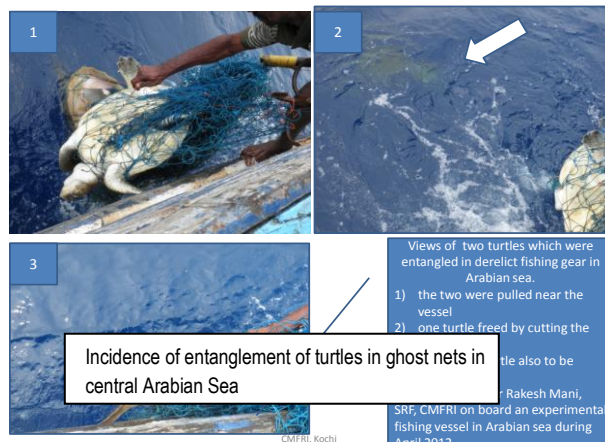 1
2
3
Views of two turtles which were
entangled in derelict fishing gear in
Arabian sea.
1) the two were pulled near the
vessel
2) one turtle freed by cutting the
tle also to be
r Rakesh Mani,
SRF, CMFRI on board an experimental
fishing vessel in Arabian sea during
April 2012
Incidence of entanglement of turtles in ghost nets in
central Arabian Sea
CMFRI, Kochi